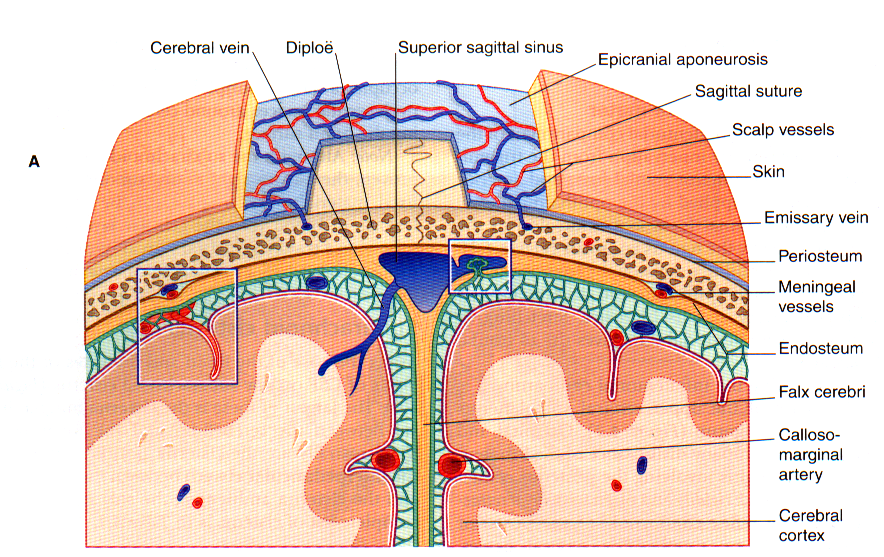 Cerebral vein
Diploë
Superior sagittal sinus
Epicranial aponeurosis
Sagittal suture
Scalp vessels
A
Skin
Emissary vein
Periosteum
Meningeal
vessels
Endosteum
Falx cerebri
Calloso-
marginal
artery
Cerebral
cortex